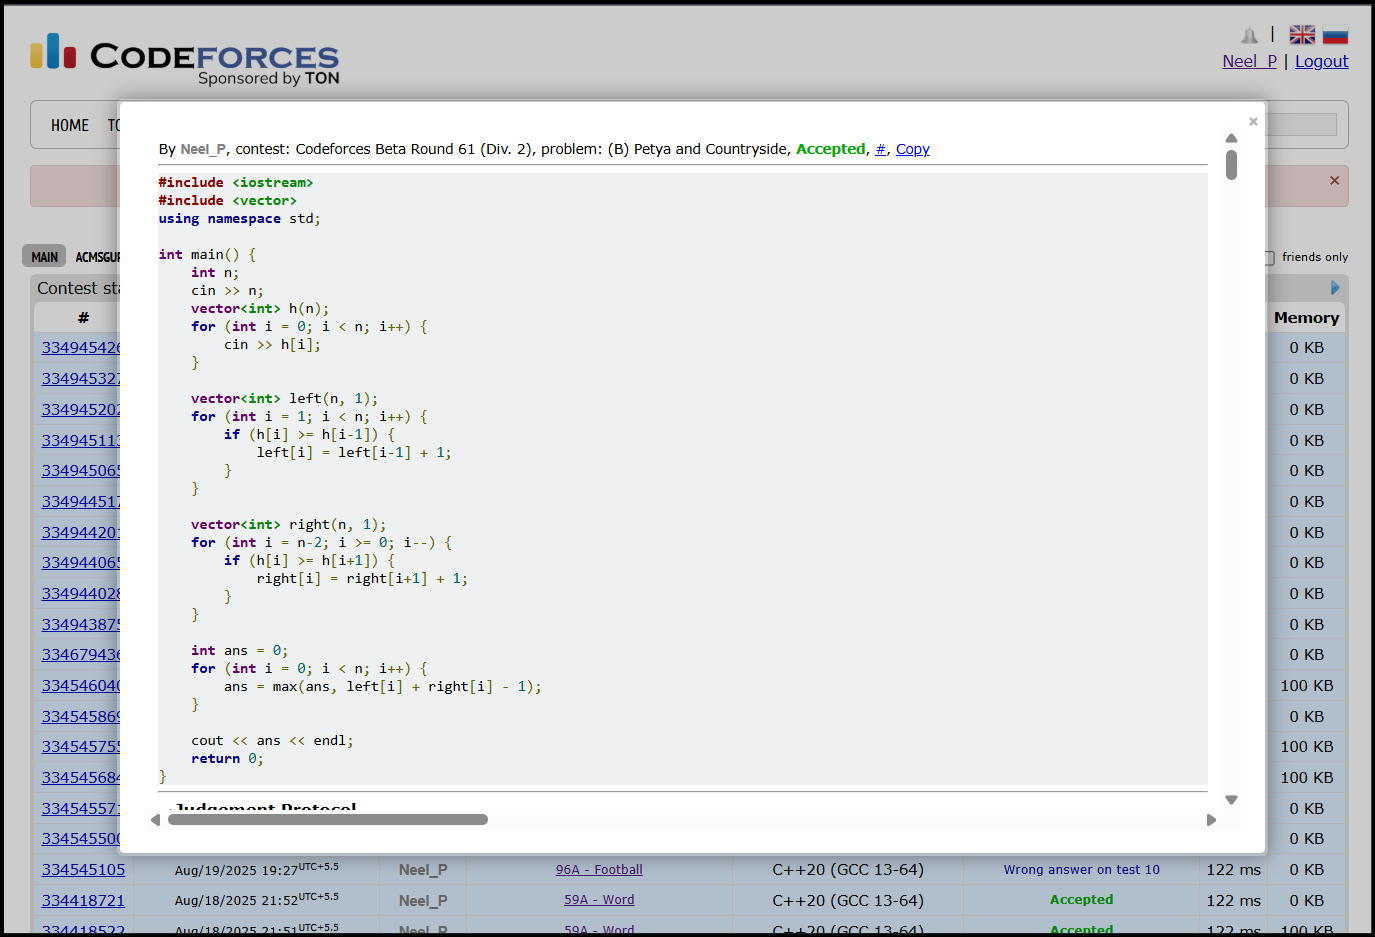 CODEFORCES
Sponsored by TON
Neel_P | Logout
HOME
By Neel_P, contest: Codeforces Beta Round 61 (Div. 2), problem: (B) Petya and Countryside, Accepted, #, Copy
#include <iostream>
#include <vector>
using namespace std;
int main() {
    int n;
    cin >> n;
    vector<int> h(n);
    for (int i = 0; i < n; i++) {
        cin >> h[i];
    }
    vector<int> left(n, 1);
    for (int i = 1; i < n; i++) {
        if (h[i] >= h[i-1]) {
            left[i] = left[i-1] + 1;
        }
    }
    vector<int> right(n, 1);
    for (int i = n-2; i >= 0; i--) {
        if (h[i] >= h[i+1]) {
            right[i] = right[i+1] + 1;
        }
    }
    int ans = 0;
    for (int i = 0; i < n; i++) {
        ans = max(ans, left[i] + right[i] - 1);
    }
    cout << ans << endl;
    return 0;
}
Judgement Protocol
MAIN ACMSGU
friends only
Contest sta
# Memory
334945426 0 KB
334945327 0 KB
334945202 0 KB
334945113 0 KB
334945065 0 KB
334944517 0 KB
334944201 0 KB
334944065 0 KB
334944028 0 KB
334943875 0 KB
334679436 0 KB
334546040 100 KB
334545869 0 KB
334545755 100 KB
334545684 100 KB
334545571 0 KB
334545500 0 KB
334545105 Aug/19/2025 19:27UTC+5.5 Neel_P 96A - Football C++20 (GCC 13-64) Wrong answer on test 10 122 ms 0 KB
334418721 Aug/18/2025 21:52UTC+5.5 Neel_P 59A - Word C++20 (GCC 13-64) Accepted 122 ms 0 KB
334418522 Aug/18/2025 21:51UTC+5.5 Neel_P 59A - Word C++20 (GCC 13-64) Accepted 122 ms 100 KB